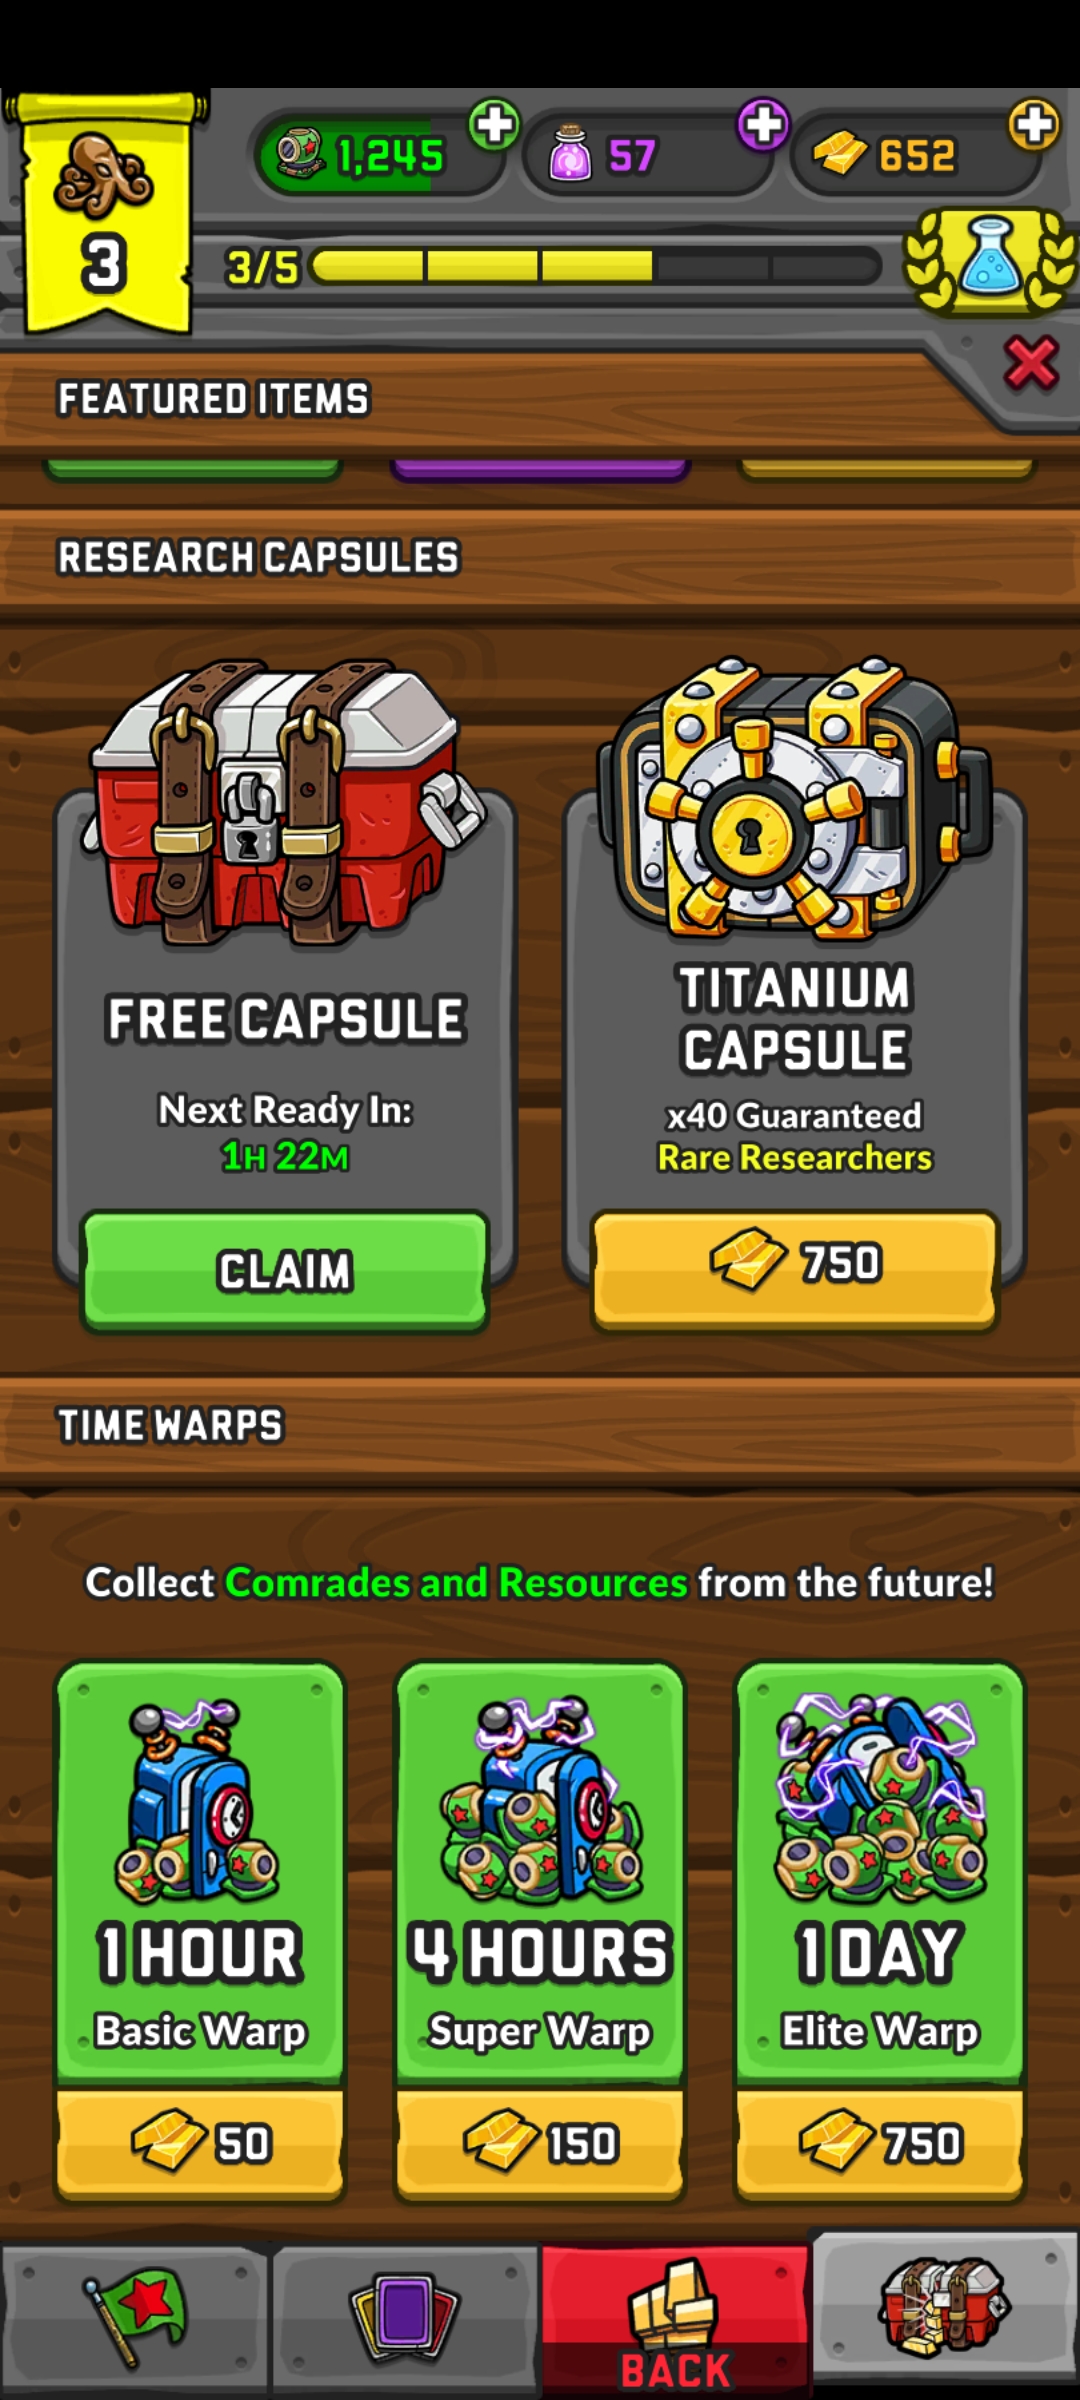 1,245
57
652
3
3/5
FEATURED ITEMS
RESEARCH CAPSULES
FREE CAPSULE
Next Ready In:
1H 22M
CLAIM
TITANIUM
CAPSULE
x40 Guaranteed
Rare Researchers
750
TIME WARPS
Collect Comrades and Resources from the future!
1 HOUR
Basic Warp
50
4 HOURS
Super Warp
150
1 DAY
Elite Warp
750
BACK